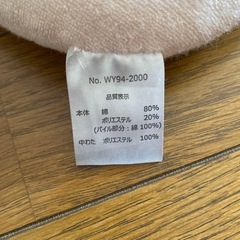 No. WY94-2000
品質表示
本体 綿 80%
ポリエステル 20%
(パイル部分：綿 100%)
中わた ポリエステル 100%